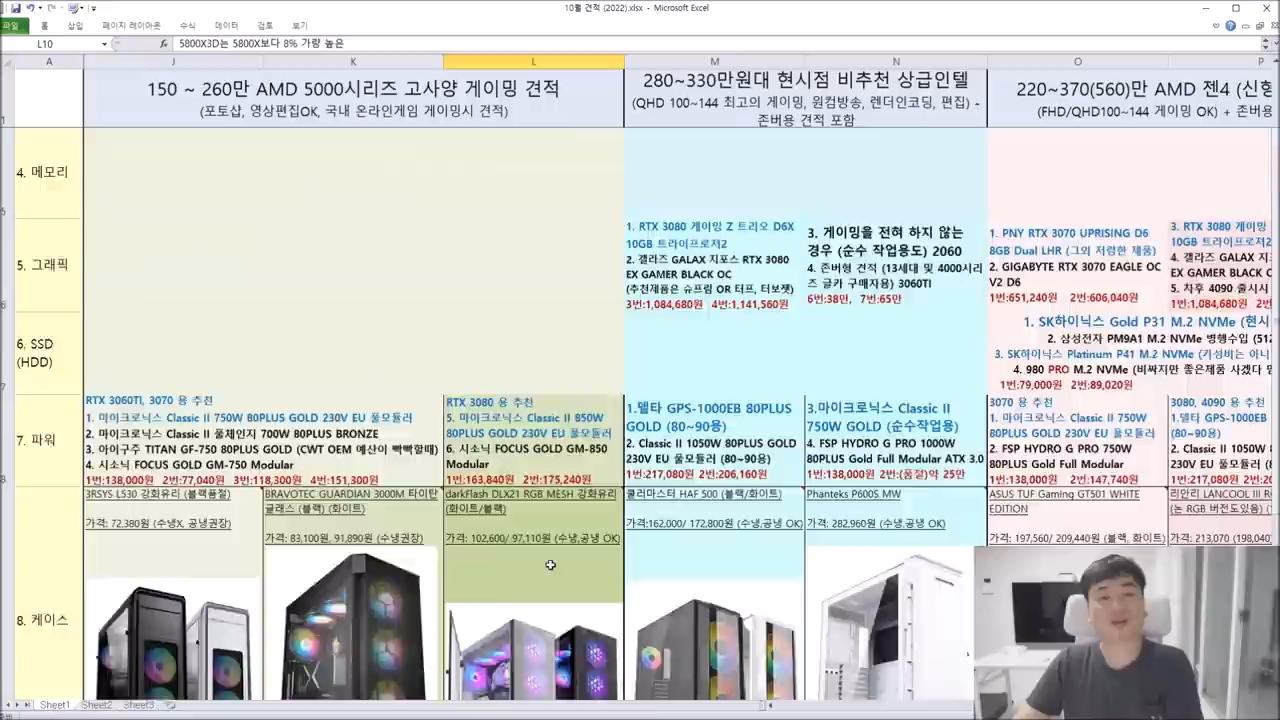 10월 견적 (2022).xlsx - Microsoft Excel
파일 홈 삽입 페이지 레이아웃 수식 데이터 검토 보기
L10 fx 5800X3D는 5800X보다 8% 가량 높은
A J K L M N O P
1
150 ~ 260만 AMD 5000시리즈 고사양 게이밍 견적
(포토샵, 영상편집OK, 국내 온라인게임 게이밍시 견적)
280~330만원대 현시점 비추천 상급인텔
(QHD 100~144 최고의 게이밍, 원컴방송, 렌더인코딩, 편집) -
존버용 견적 포함
220~370(560)만 AMD 젠4 (신형
(FHD/QHD100~144 게이밍 OK) + 존버용
4. 메모리
5
5. 그래픽
1. RTX 3080 게이밍 Z 트리오 D6X
10GB 트라이프로저2
2. 갤라즈 GALAX 지포스 RTX 3080
EX GAMER BLACK OC
(추천제품은 슈프림 OR 터프, 터보젯)
3번:1,084,680원 4번:1,141,560원
3. 게이밍을 전혀 하지 않는
경우 (순수 작업용도) 2060
4. 존버형 견적 (13세대 및 4000시리
즈 글카 구매자용) 3060TI
6번:38만, 7번:65만
1. PNY RTX 3070 UPRISING D6
8GB Dual LHR (그외 저렴한 제품)
2. GIGABYTE RTX 3070 EAGLE OC
V2 D6
1번:651,240원 2번:606,040원
3. RTX 3080 게이밍
10GB 트라이프로저2
4. 갤라즈 GALAX 지포
EX GAMER BLACK C
5. 차후 4090 출시시
1번:1,084,680원 2번
6
6. SSD
(HDD)
1. SK하이닉스 Gold P31 M.2 NVMe (현시
2. 삼성전자 PM9A1 M.2 NVMe 병행수입 (512
3. SK하이닉스 Platinum P41 M.2 NVMe (가성비는 아니
4. 980 PRO M.2 NVMe (비싸지만 좋은제품 사겠다
1번:79,000원 2번:89,020원
7
7. 파워
RTX 3060TI, 3070 용 추천
1. 마이크로닉스 Classic II 750W 80PLUS GOLD 230V EU 풀모듈러
2. 마이크로닉스 Classic II 풀체인지 700W 80PLUS BRONZE
3. 아이구주 TITAN GF-750 80PLUS GOLD (CWT OEM 예산이 빡빡할때)
4. 시소닉 FOCUS GOLD GM-750 Modular
1번:138,000원 2번:77,040원 3번:118,300원 4번:151,300원
RTX 3080 용 추천
5. 마이크로닉스 Classic II 850W
80PLUS GOLD 230V EU 풀모듈러
6. 시소닉 FOCUS GOLD GM-850
Modular
1번:163,840원 2번:175,240원
1.델타 GPS-1000EB 80PLUS
GOLD (80~90용)
2. Classic II 1050W 80PLUS GOLD
230V EU 풀모듈러 (80~90용)
1번:217,080원 2번:206,160원
3.마이크로닉스 Classic II
750W GOLD (순수작업용)
4. FSP HYDRO G PRO 1000W
80PLUS Gold Full Modular ATX 3.0
1번:138,000원 2번:(품절)약 25만
3070 용 추천
1. 마이크로닉스 Classic II 750W
80PLUS GOLD 230V EU 풀모듈러
2. FSP HYDRO G PRO 750W
80PLUS Gold Full Modular
1번:138,000원 2번:147,740원
3080, 4090 용 추천
1.델타 GPS-1000EB
(80~90용)
2. Classic II 1050W
230V EU 풀모듈러 (8
1번:217,080 2번:20
8
8. 케이스
3RSYS L530 강화유리 (블랙품절)
가격: 72,380원 (수냉X, 공냉권장)
BRAVOTEC GUARDIAN 3000M 타이탄
글래스 (블랙) (화이트)
가격: 83,100원, 91,890원 (수냉권장)
darkFlash DLX21 RGB MESH 강화유리
(화이트/블랙)
가격: 102,600/ 97,110원 (수냉,공냉 OK)
쿨러마스터 HAF 500 (블랙/화이트)
가격:162,000/ 172,800원 (수냉,공냉 OK)
Phanteks P600S MW
가격: 282,960원 (수냉,공냉 OK)
ASUS TUF Gaming GT501 WHITE
EDITION
가격: 197,560/ 209,440원 (블랙, 화이트)
리안리 LANCOOL III R
(논 RGB 버전도있음) (
가격: 213,070 (198,040
Sheet1 Sheet2 Sheet3